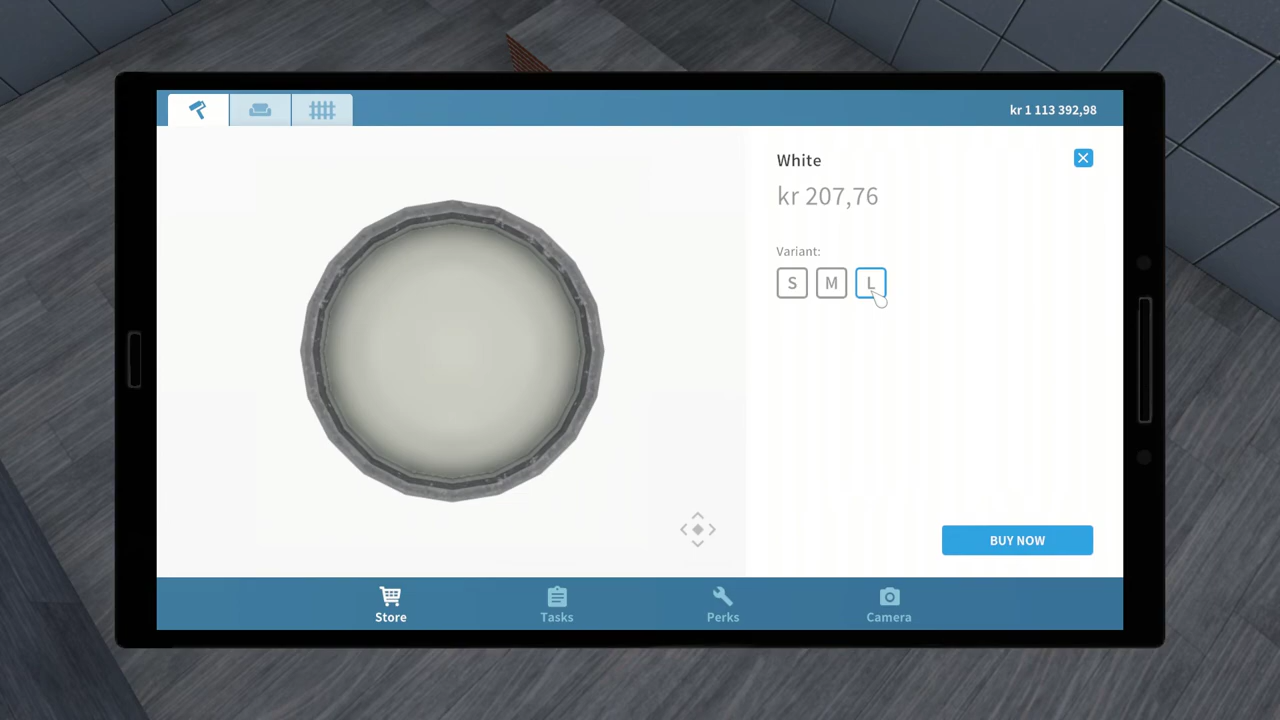 kr 1 113 392,98
White
kr 207,76
Variant:
S M L
BUY NOW
Store Tasks Perks Camera